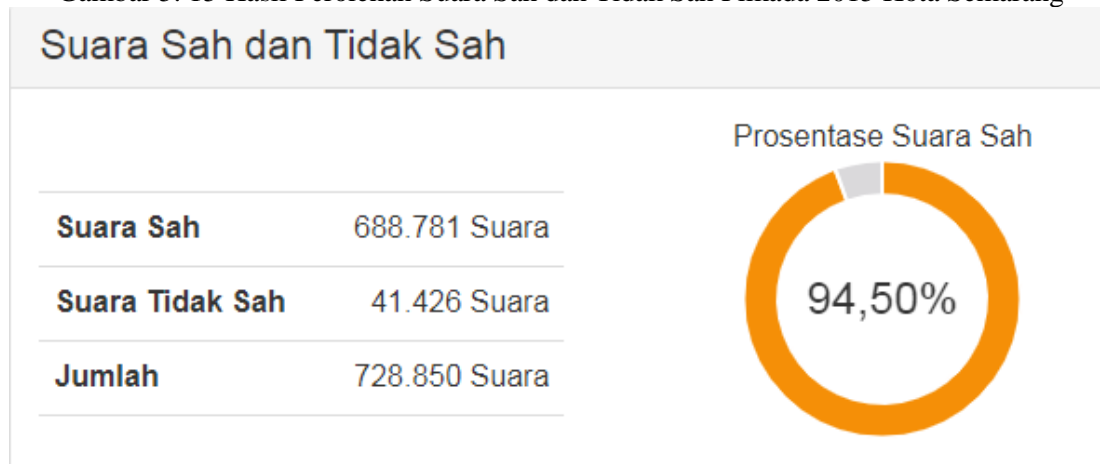 Suara Sah dan Tidak Sah
Prosentase Suara Sah
Suara Sah 688.781 Suara
Suara Tidak Sah 41.426 Suara
Jumlah 728.850 Suara
94,50%